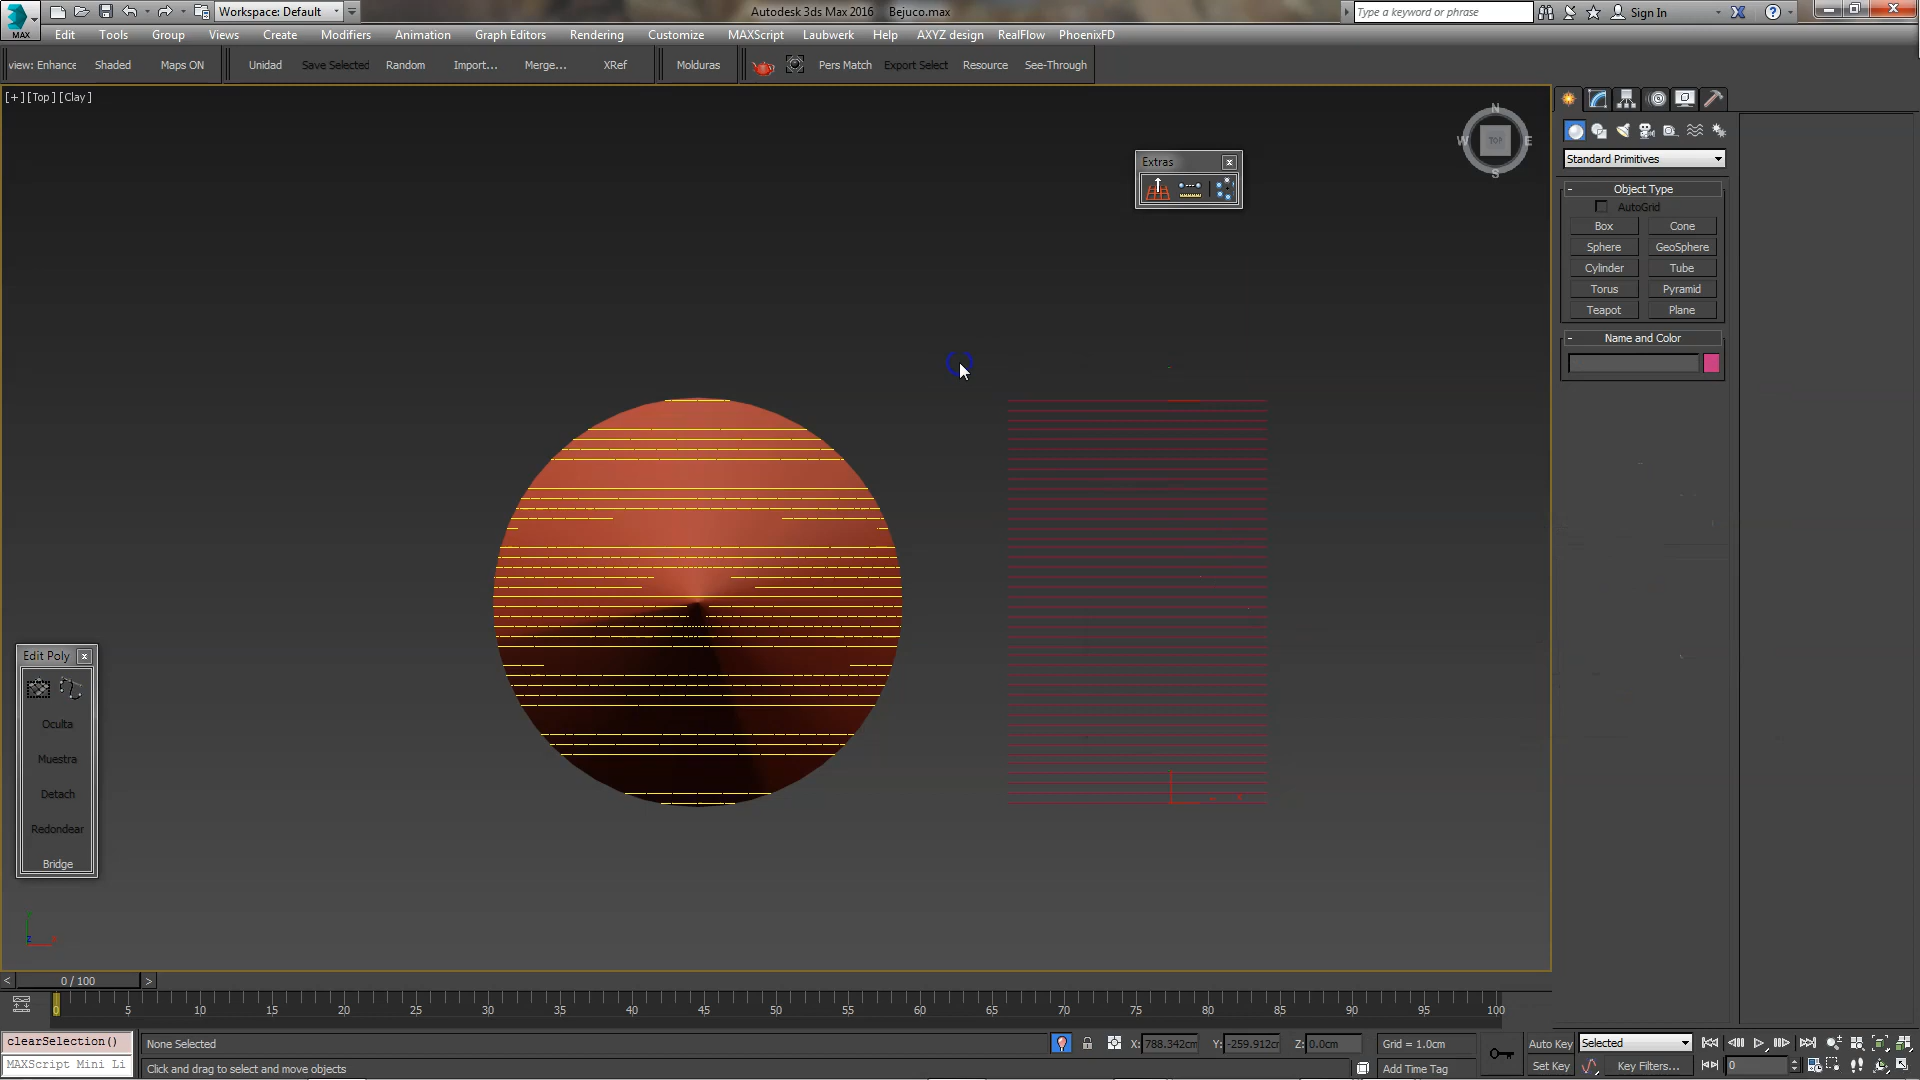 Workspace: Default
Autodesk 3ds Max 2016 Bejuco.max
Type a keyword or phrase
Sign In
MAX
Edit Tools Group Views Create Modifiers Animation Graph Editors Rendering Customize MAXScript Laubwerk Help AXYZ design RealFlow PhoenixFD
view: Enhance Shaded Maps ON Unidad Save Selected Random Import... Merge... XRef Molduras Pers Match Export Select Resource See-Through
[+] [Top] [Clay]
N
W TOP E
S
Extras
Standard Primitives
- Object Type
AutoGrid
Box Cone
Sphere GeoSphere
Cylinder Tube
Torus Pyramid
Teapot Plane
- Name and Color
Edit Poly
Oculta
Muestra
Detach
Redondear
Bridge
< 0 / 100 >
0 5 10 15 20 25 30 35 40 45 50 55 60 65 70 75 80 85 90 95 100
clearSelection() None Selected X: 788.342cm Y: -259.912cm Z: 0.0cm Grid = 1.0cm Auto Key Selected
MAXScript Mini Li Click and drag to select and move objects Add Time Tag Set Key Key Filters... 0